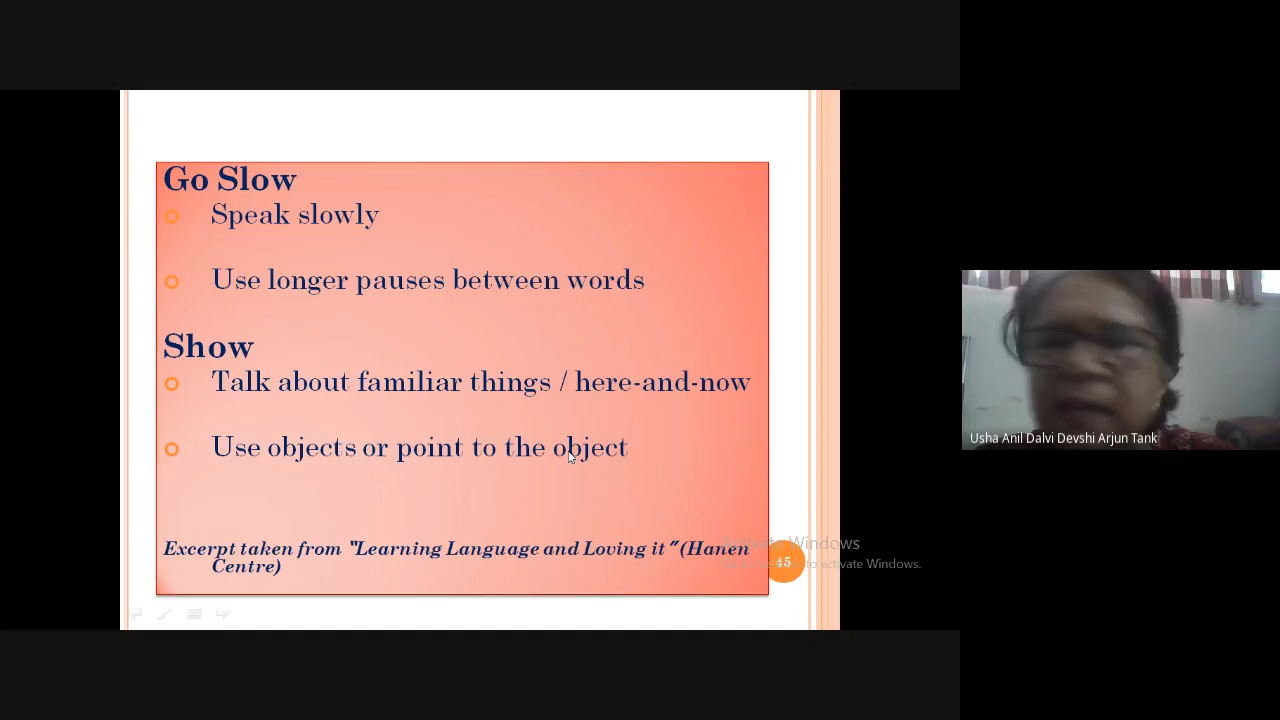 Go Slow
Speak slowly
Use longer pauses between words
Show
Talk about familiar things / here-and-now
Use objects or point to the object
Excerpt taken from "Learning Language and Loving it" (Hanen
Centre)
45
Activate Windows
to activate Windows.
Usha Anil Dalvi Devshi Arjun Tank